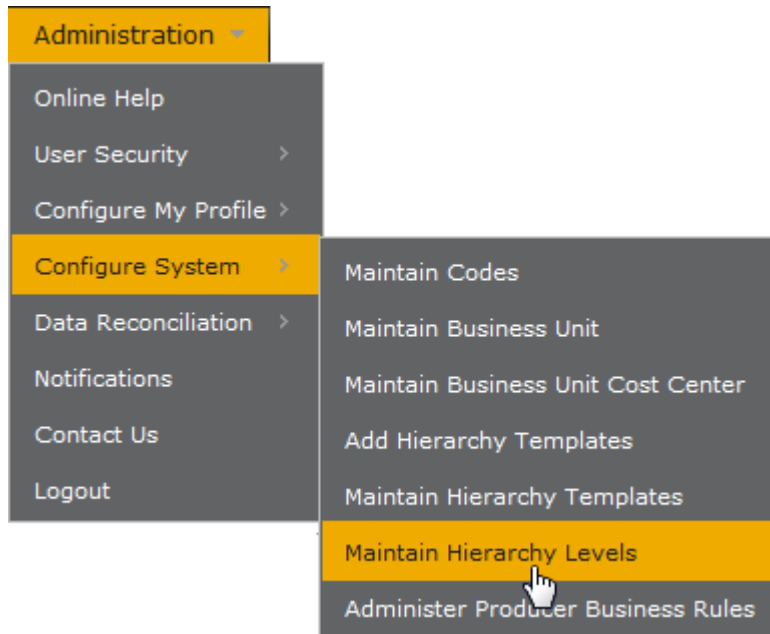 Administration
Online Help
User Security
Configure My Profile
Configure System
Data Reconciliation
Notifications
Contact Us
Logout
Maintain Codes
Maintain Business Unit
Maintain Business Unit Cost Center
Add Hierarchy Templates
Maintain Hierarchy Templates
Maintain Hierarchy Levels
Administer Producer Business Rules